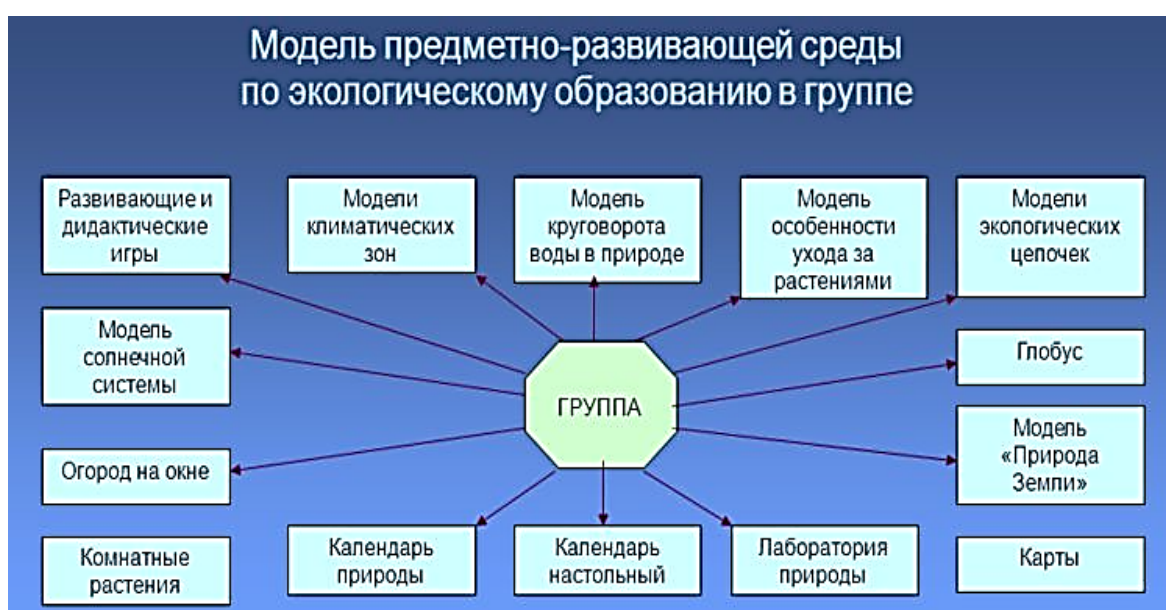 Модель предметно-развивающей среды
по экологическому образованию в группе
Развивающие и
дидактические
игры
Модели
климатических
зон
Модель
круговорота
воды в природе
Модель
особенности
ухода за
растениями
Модели
экологических
цепочек
Модель
солнечной
системы
Глобус
ГРУППА
Модель
«Природа
Земли»
Огород на окне
Комнатные
растения
Календарь
природы
Календарь
настольный
Лаборатория
природы
Карты